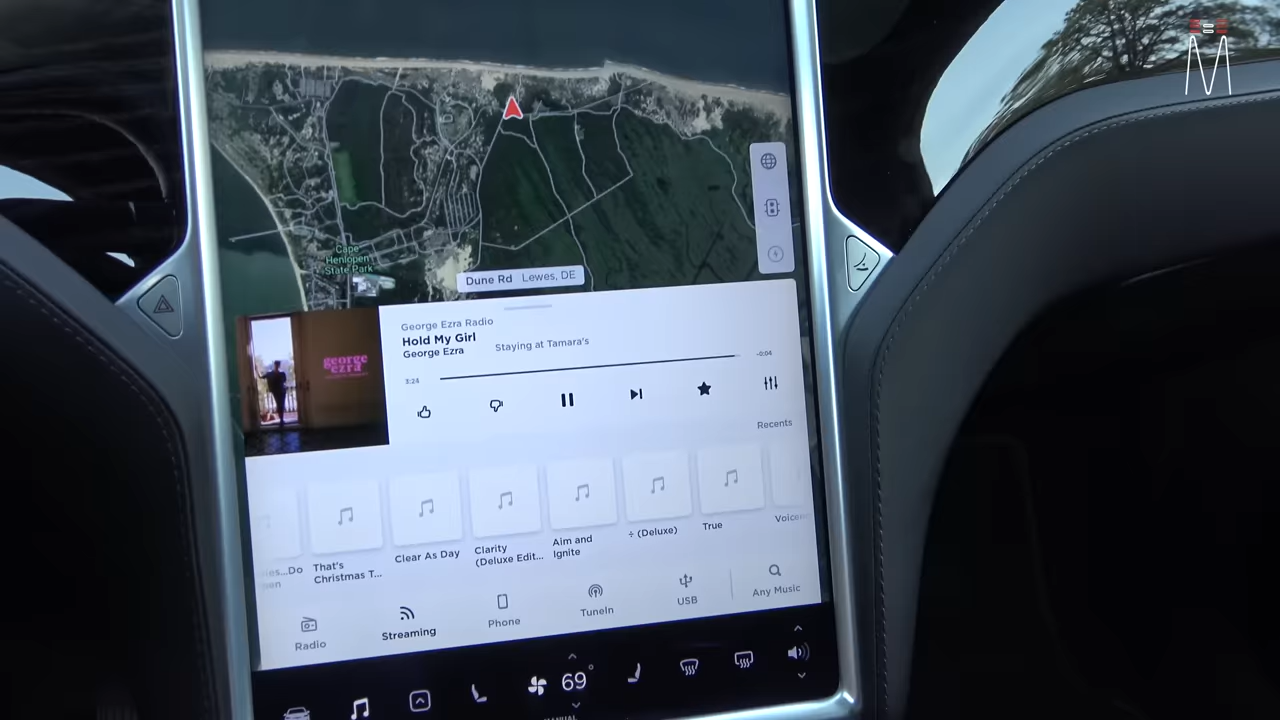 Cape
Henlopen
State Park
Dune Rd Lewes, DE
george
ezra
George Ezra Radio
Hold My Girl
George Ezra Staying at Tamara's
3:24
-0:04
Recents
That's
Christmas T...
Clear As Day
Clarity
(Deluxe Edit...
Aim and
Ignite
÷ (Deluxe)
True
Radio
Streaming
Phone
TuneIn
USB
Any Music
69°
MANUAL
M